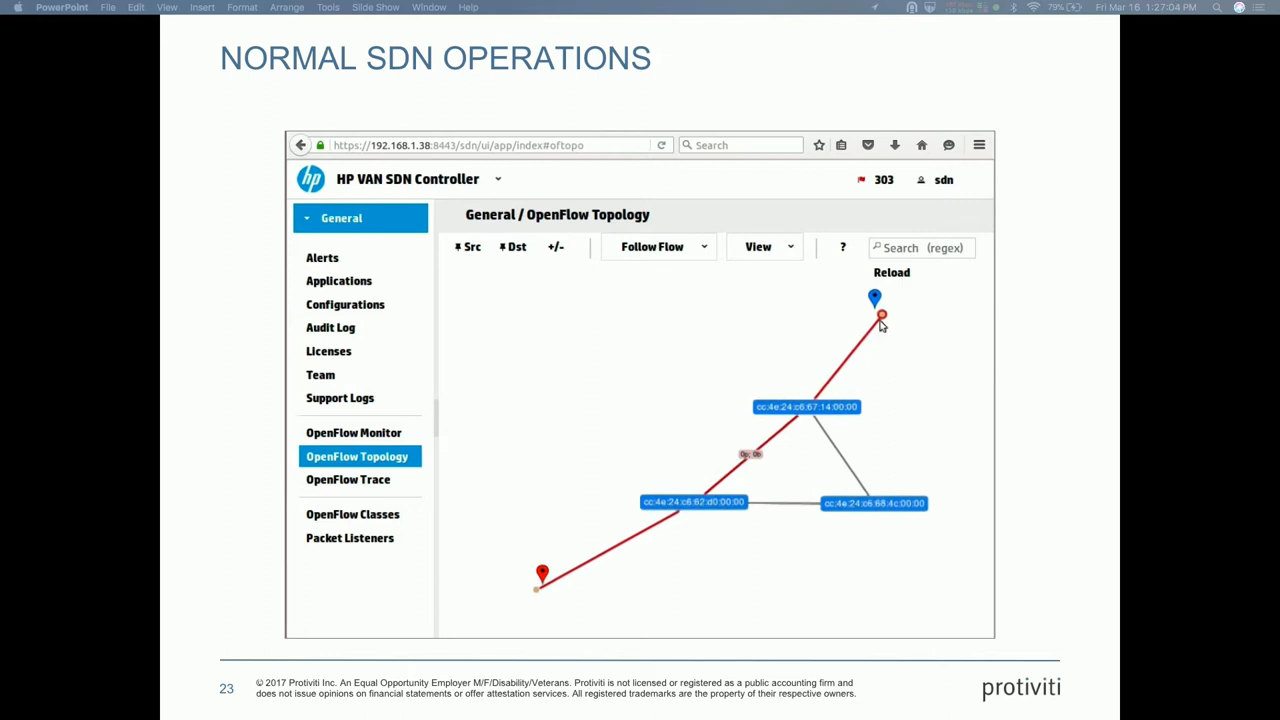 PowerPoint File Edit View Insert Format Arrange Tools Slide Show Window Help 79% Fri Mar 16 1:27:04 PM
NORMAL SDN OPERATIONS
https://192.168.1.38:8443/sdn/ui/app/index#oftopo Search
hp HP VAN SDN Controller 303 sdn
General
General / OpenFlow Topology
Src Dst +/- Follow Flow View ? Search (regex)
Reload
Alerts
Applications
Configurations
Audit Log
Licenses
Team
Support Logs
OpenFlow Monitor
OpenFlow Topology
OpenFlow Trace
OpenFlow Classes
Packet Listeners
cc:4e:24:c6:67:14:00:00
cc:4e:24:c6:62:d0:00:00
cc:4e:24:c6:68:4c:00:00
23
© 2017 Protiviti Inc. An Equal Opportunity Employer M/F/Disability/Veterans. Protiviti is not licensed or registered as a public accounting firm and
does not issue opinions on financial statements or offer attestation services. All registered trademarks are the property of their respective owners.
protiviti